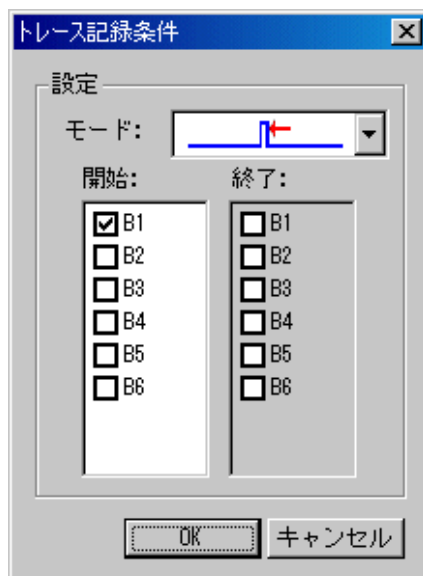 トレース記録条件
設定
モード:
開始: 終了:
B1 B1
B2 B2
B3 B3
B4 B4
B5 B5
B6 B6
OK キャンセル